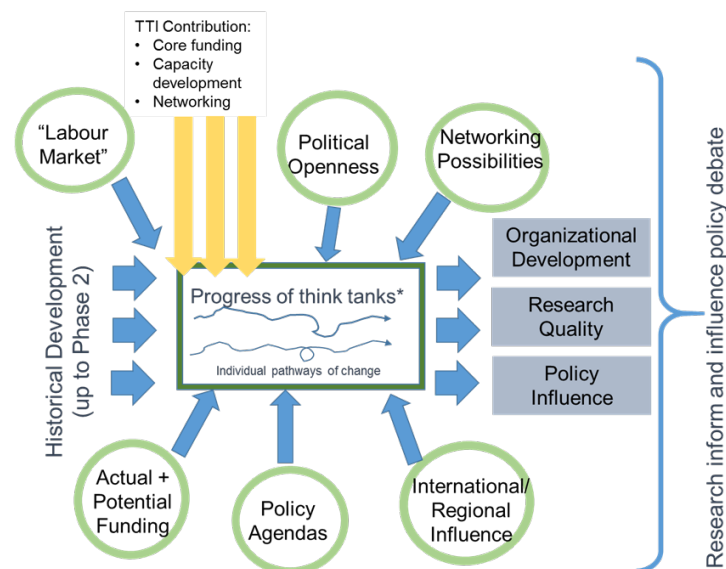 TTI Contribution:
• Core funding
• Capacity
development
• Networking
“Labour
Market”
Political
Openness
Networking
Possibilities
Historical Development
(up to Phase 2)
Progress of think tanks*
Individual pathways of change
Organizational
Development
Research
Quality
Policy
Influence
Actual +
Potential
Funding
Policy
Agendas
International/
Regional
Influence
Research inform and influence policy debate